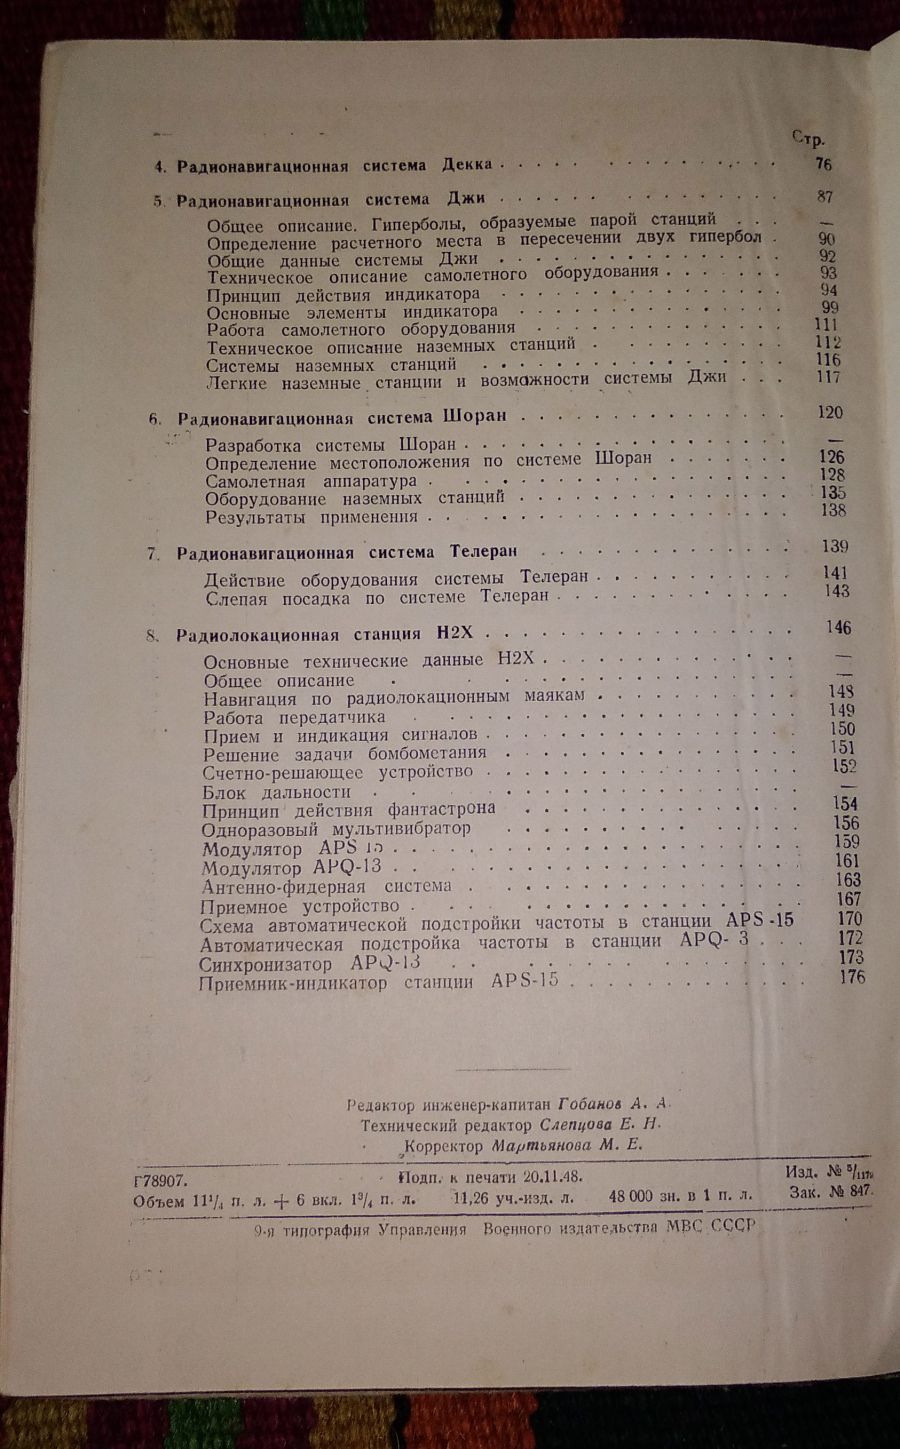 Стр.
4. Радионавигационная система Декка . . . . . . . . . . . . . . 76
5. Радионавигационная система Джи . . . . . . . . . . . . . . 87
Общее описание. Гиперболы, образуемые парой станций . . . —
Определение расчетного места в пересечении двух гипербол . 90
Общие данные системы Джи . . . . . . . . . . . . . . 92
Техническое описание самолетного оборудования . . . . . . . 93
Принцип действия индикатора . . . . . . . . . . . . . . 94
Основные элементы индикатора . . . . . . . . . . . . . 99
Работа самолетного оборудования . . . . . . . . . . . . 111
Техническое описание наземных станций . . . . . . . . . . 112
Системы наземных станций . . . . . . . . . . . . . . . 116
Легкие наземные станции и возможности системы Джи . . . 117
6. Радионавигационная система Шоран . . . . . . . . . . . . . . 120
Разработка системы Шоран . . . . . . . . . . . . . . . —
Определение местоположения по системе Шоран . . . . . . . 126
Самолетная аппаратура . . . . . . . . . . . . . . . . 128
Оборудование наземных станций . . . . . . . . . . . . . 135
Результаты применения . . . . . . . . . . . . . . . . 138
7. Радионавигационная система Телеран . . . . . . . . . . . . . 139
Действие оборудования системы Телеран . . . . . . . . . . 141
Слепая посадка по системе Телеран . . . . . . . . . . . . 143
8. Радиолокационная станция H2X . . . . . . . . . . . . . . . 146
Основные технические данные H2X . . . . . . . . . . . . —
Общее описание . . . . . . . . . . . . . . . . . . —
Навигация по радиолокационным маякам . . . . . . . . . . 148
Работа передатчика . . . . . . . . . . . . . . . . . 149
Прием и индикация сигналов . . . . . . . . . . . . . . 150
Решение задачи бомбометания . . . . . . . . . . . . . . 151
Счетно-решающее устройство . . . . . . . . . . . . . . 152
Блок дальности . . . . . . . . . . . . . . . . . . —
Принцип действия фантастрона . . . . . . . . . . . . . 154
Одноразовый мультивибратор . . . . . . . . . . . . . . 156
Модулятор APS 15 . . . . . . . . . . . . . . . . . . 159
Модулятор APQ-13 . . . . . . . . . . . . . . . . . . 161
Антенно-фидерная система . . . . . . . . . . . . . . . 163
Приемное устройство . . . . . . . . . . . . . . . . . 167
Схема автоматической подстройки частоты в станции APS-15 170
Автоматическая подстройка частоты в станции APQ- 3 . . . 172
Синхронизатор APQ-13 . . . . . . . . . . . . . . . . 173
Приемник-индикатор станции APS-15 . . . . . . . . . . . . 176
Редактор инженер-капитан Гобанов А. А.
Технический редактор Слепцова Е. Н.
Корректор Мартьянова М. Е.
Г78907. Подп. к печати 20.11.48. Изд. №
Объем 11¹/₄ п. л. + 6 вкл. 1³/₄ п. л. 11,26 уч.-изд. л. 48 000 зн. в 1 п. л. Зак. № 847.
9-я типография Управления Военного издательства МВС СССР